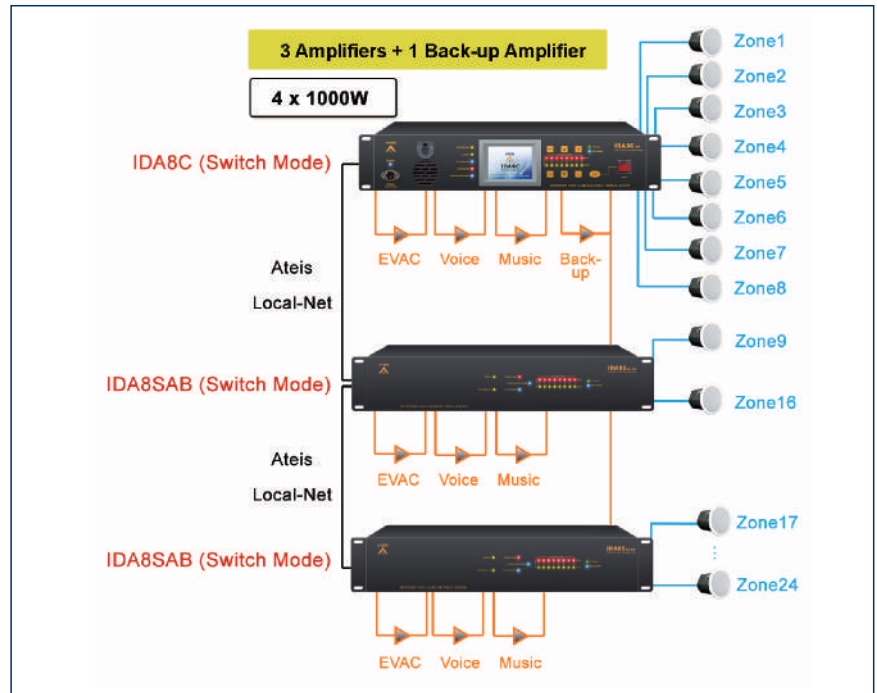 3 Amplifiers + 1 Back-up Amplifier
4 x 1000W
IDA8C (Switch Mode)
IDA8C
EVAC
Voice
Music
Back-
up
Zone1
Zone2
Zone3
Zone4
Zone5
Zone6
Zone7
Zone8
Ateis
Local-Net
IDA8SAB (Switch Mode)
EVAC
Voice
Music
Zone9
Zone16
Ateis
Local-Net
IDA8SAB (Switch Mode)
EVAC
Voice
Music
Zone17
Zone24